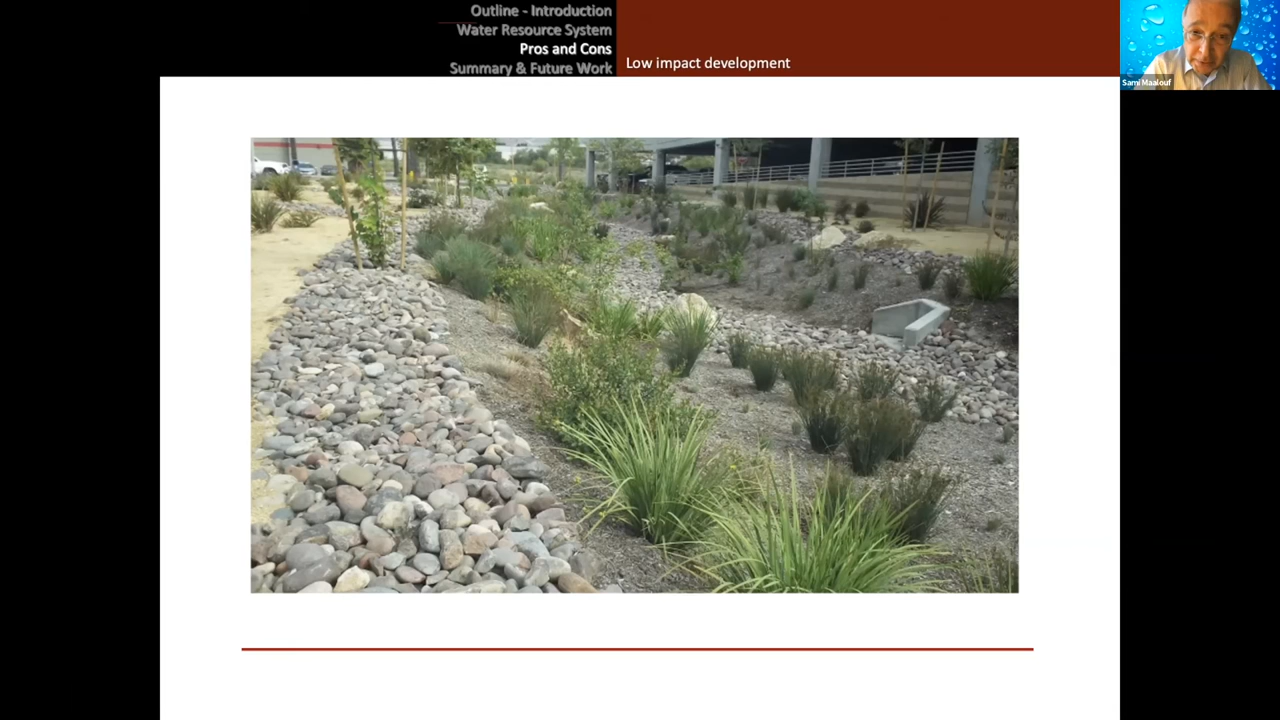 Outline - Introduction
Water Resource System
Pros and Cons
Summary & Future Work
Low impact development
Sami Maalouf